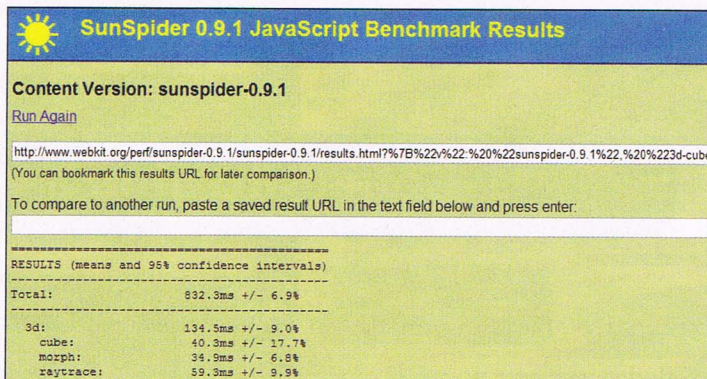 SunSpider 0.9.1 JavaScript Benchmark Results
Content Version: sunspider-0.9.1
Run Again
http://www.webkit.org/perf/sunspider-0.9.1/sunspider-0.9.1/results.html?%7B%22v%22:%20%22sunspider-0.9.1%22,%20%223d-cube
(You can bookmark this results URL for later comparison.)
To compare to another run, paste a saved result URL in the text field below and press enter:
============================================
RESULTS (means and 95% confidence intervals)
--------------------------------------------
Total: 832.3ms +/- 6.9%
--------------------------------------------
3d: 134.5ms +/- 9.0%
cube: 40.3ms +/- 17.7%
morph: 34.9ms +/- 6.8%
raytrace: 59.3ms +/- 9.9%